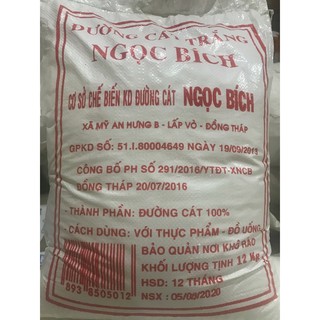 ĐƯỜNG CÁT TRẮNG
NGỌC BÍCH
CƠ SỞ CHẾ BIẾN KD ĐƯỜNG CÁT NGỌC BÍCH
XÃ MỸ AN HƯNG B - LẤP VÒ - ĐỒNG THÁP
GPKD SỐ: 51.I.80004649 NGÀY 19/09/2011
CÔNG BỐ PH SỐ 291/2016/YTĐT-XNCB
ĐỒNG THÁP 20/07/2016
- THÀNH PHẦN: ĐƯỜNG CÁT 100%
- CÁCH DÙNG: VỚI THỰC PHẨM - ĐỒ UỐNG
BẢO QUẢN NƠI KHÔ RÁO
KHỐI LƯỢNG TỊNH 12 Kg
HSD: 12 THÁNG
NSX : 05/09/2020
893 8505012